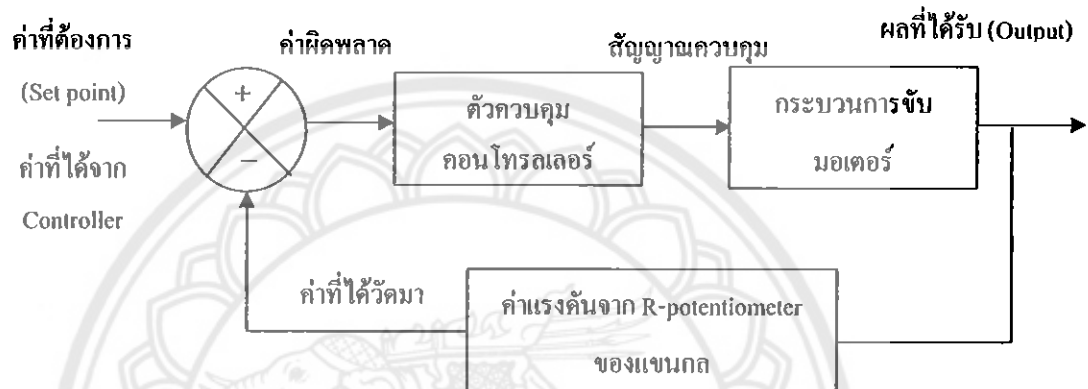 ค่าที่ต้องการ
(Set point)
ค่าที่ได้จาก
Controller
ค่าผิดพลาด
+
−
ตัวควบคุม
คอนโทรลเลอร์
สัญญาณควบคุม
กระบวนการขับ
มอเตอร์
ผลที่ได้รับ (Output)
ค่าที่ได้วัดมา
ค่าแรงดันจาก R-potentiometer
ของแขนกล